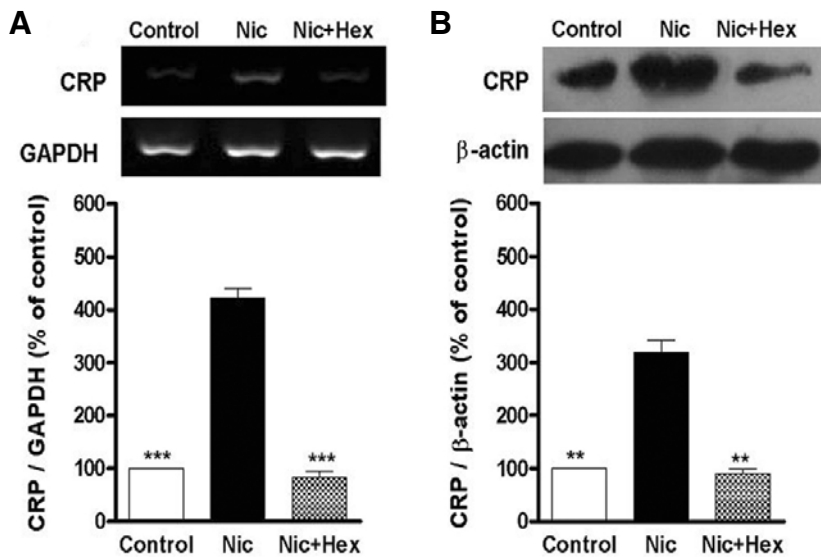 A
Control Nic Nic+Hex
CRP
GAPDH
CRP / GAPDH (% of control)
600
500
400
300
200
100
0
***
***
Control Nic Nic+Hex
B
Control Nic Nic+Hex
CRP
β-actin
CRP / β-actin (% of control)
600
500
400
300
200
100
0
**
**
Control Nic Nic+Hex